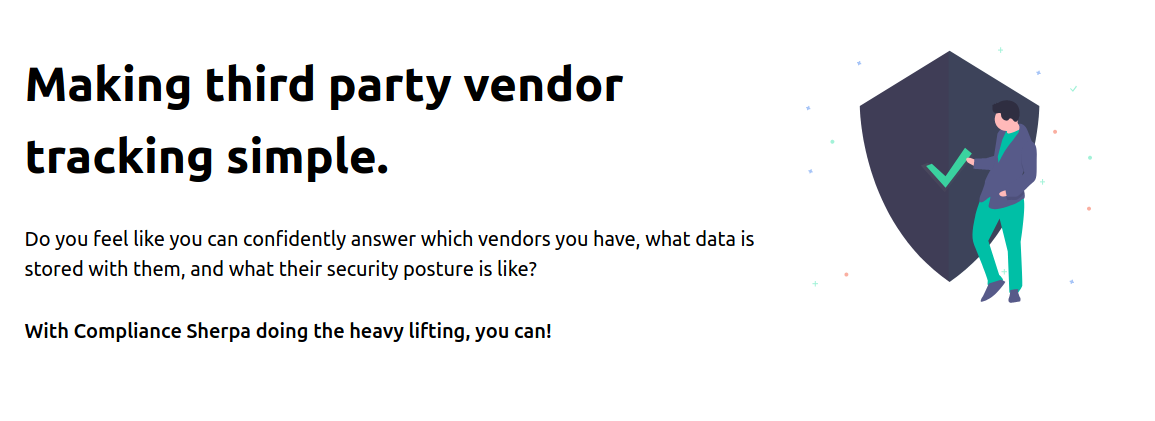 Making third party vendor
tracking simple.
Do you feel like you can confidently answer which vendors you have, what data is
stored with them, and what their security posture is like?
With Compliance Sherpa doing the heavy lifting, you can!